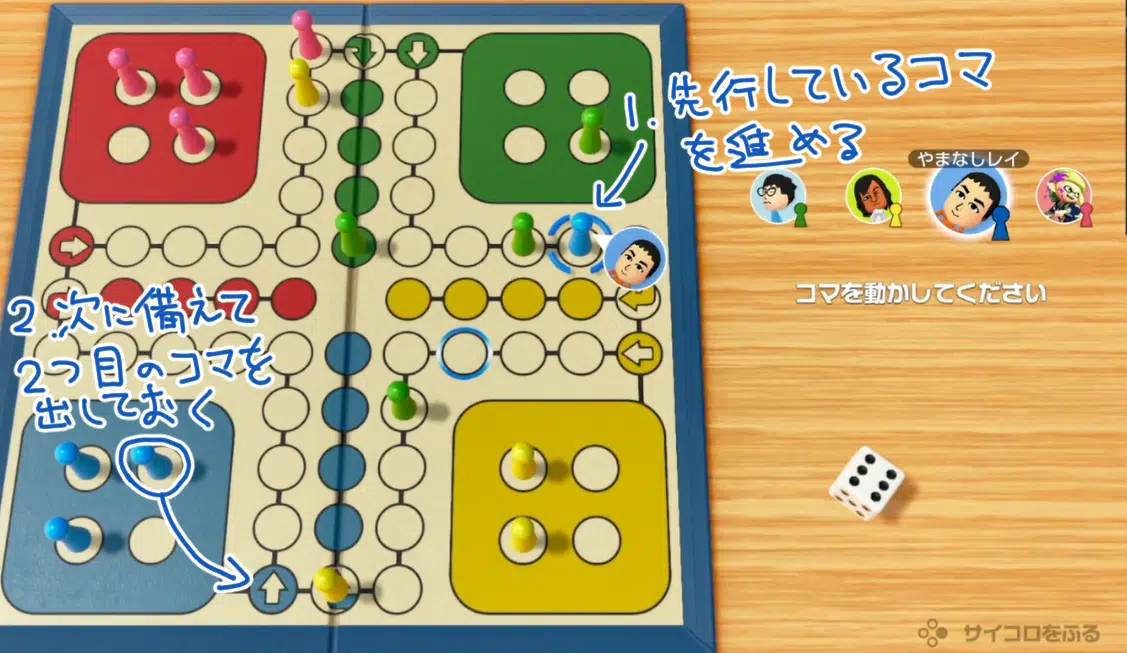 1. 先行しているコマ
を進める
やまなしレイ
コマを動かしてください
2. 次に備えて
2つ目のコマを
出しておく
サイコロをふる